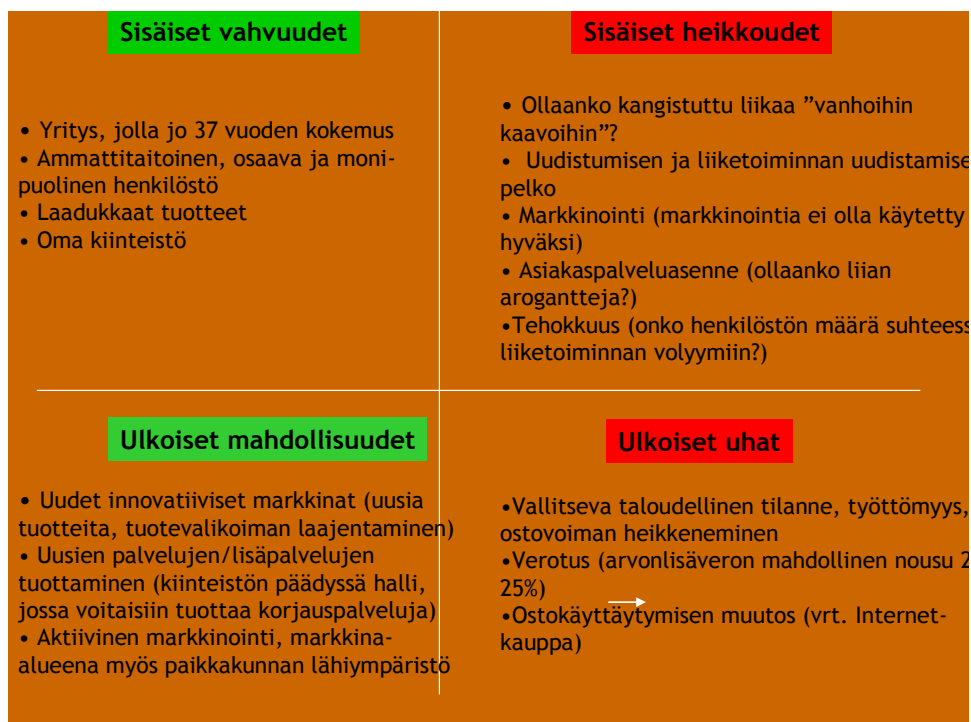 Sisäiset vahvuudet
• Yritys, jolla jo 37 vuoden kokemus
• Ammattitaitoinen, osaava ja moni-
puolinen henkilöstö
• Laadukkaat tuotteet
• Oma kiinteistö
Sisäiset heikkoudet
• Ollaanko kangistuttu liikaa ”vanhoihin
kaavoihin”?
• Uudistumisen ja liiketoiminnan uudistamise
pelko
• Markkinointi (markkinointia ei olla käytetty
hyväksi)
• Asiakaspalveluasenne (ollaanko liian
arogantteja?)
•Tehokkuus (onko henkilöstön määrä suhteess
liiketoiminnan volyymiin?)
Ulkoiset mahdollisuudet
• Uudet innovatiiviset markkinat (uusia
tuotteita, tuotevalikoiman laajentaminen)
• Uusien palvelujen/lisäpalvelujen
tuottaminen (kiinteistön päädyssä halli,
jossa voitaisiin tuottaa korjauspalveluja)
• Aktiivinen markkinointi, markkina-
alueena myös paikkakunnan lähiympäristö
Ulkoiset uhat
•Vallitseva taloudellinen tilanne, työttömyys,
ostovoiman heikkeneminen
•Verotus (arvonlisäveron mahdollinen nousu 2
25%)
•Ostokäyttäytymisen muutos (vrt. Internet-
kauppa)